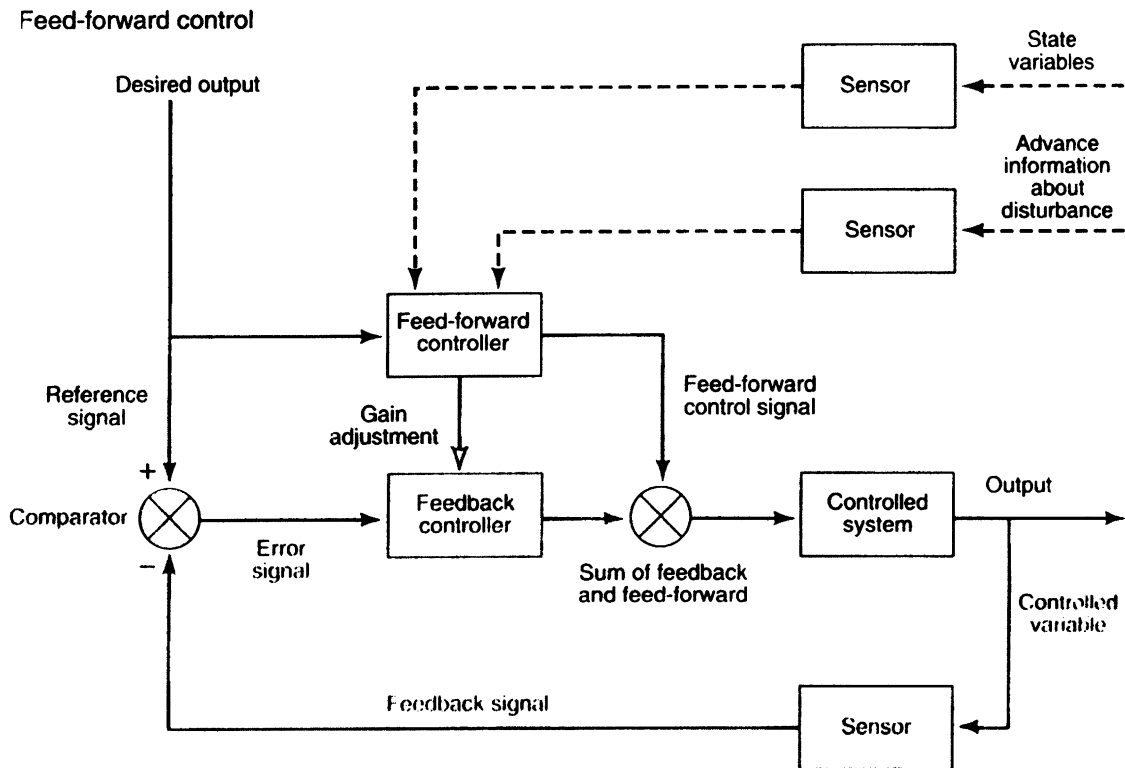 Feed-forward control
Desired output
State
variables
Sensor
Advance
information
about
disturbance
Sensor
Feed-forward
controller
Reference
signal
Gain
adjustment
Feed-forward
control signal
+
Comparator
Feedback
controller
Controlled
system
Output
Error
signal
−
Sum of feedback
and feed-forward
Controlled
variable
Feedback signal
Sensor